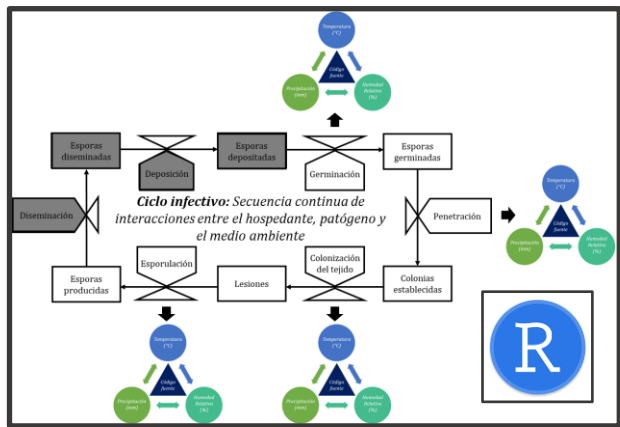 Temperatura
(°C)
Código
fuente
Precipitación
(mm)
Humedad
Relativa
(%)
Esporas
diseminadas
Deposición
Esporas
depositadas
Germinación
Esporas
germinadas
Diseminación
Ciclo infectivo: Secuencia continua de
interacciones entre el hospedante, patógeno y
el medio ambiente
Penetración
Temperatura
(°C)
Código
fuente
Precipitación
(mm)
Humedad
Relativa
(%)
Esporas
producidas
Esporulación
Lesiones
Colonización
del tejido
Colonias
establecidas
Temperatura
(°C)
Código
fuente
Precipitación
(mm)
Humedad
Relativa
(%)
Temperatura
(°C)
Código
fuente
Precipitación
(mm)
Humedad
Relativa
(%)
R